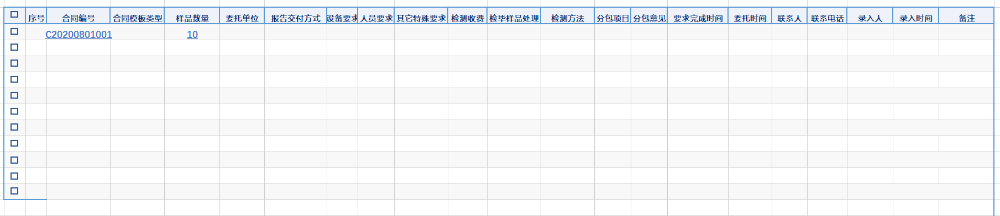 序号 合同编号 合同模板类型 样品数量 委托单位 报告交付方式 设备要求 人员要求 其它特殊要求 检测收费 检毕样品处理 检测方法 分包项目 分包意见 要求完成时间 委托时间 联系人 联系电话 录入人 录入时间 备注
C20200801001 10